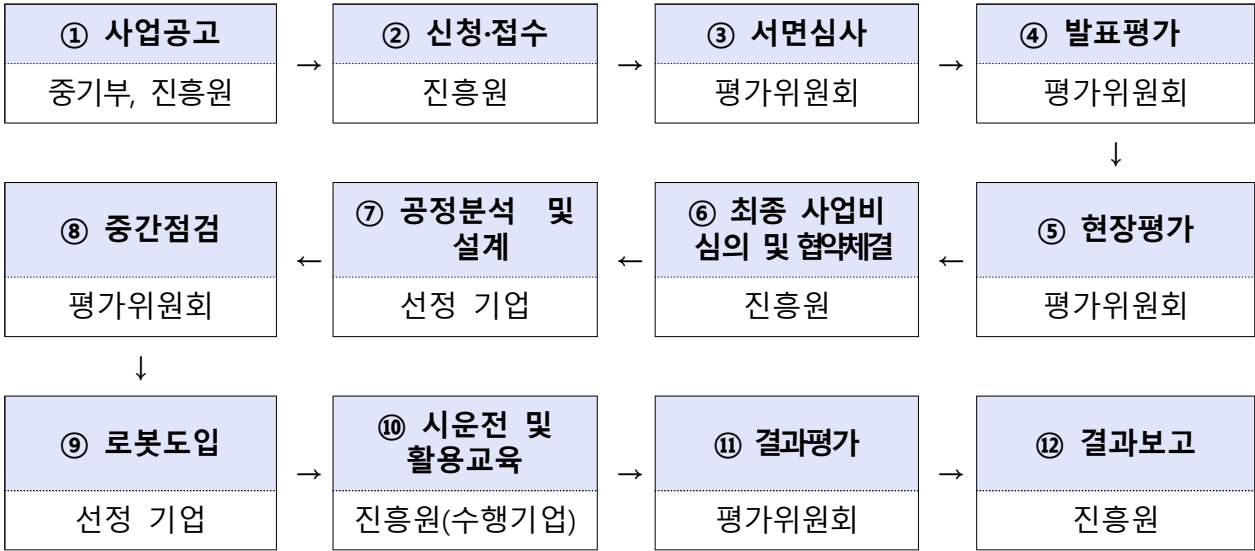 ① 사업공고
중기부, 진흥원
→
② 신청·접수
진흥원
→
③ 서면심사
평가위원회
→
④ 발표평가
평가위원회
↓
⑤ 현장평가
평가위원회
←
⑥ 최종 사업비
심의 및 협약체결
진흥원
←
⑦ 공정분석 및
설계
선정 기업
←
⑧ 중간점검
평가위원회
↓
⑨ 로봇도입
선정 기업
→
⑩ 시운전 및
활용교육
진흥원(수행기업)
→
⑪ 결과평가
평가위원회
→
⑫ 결과보고
진흥원